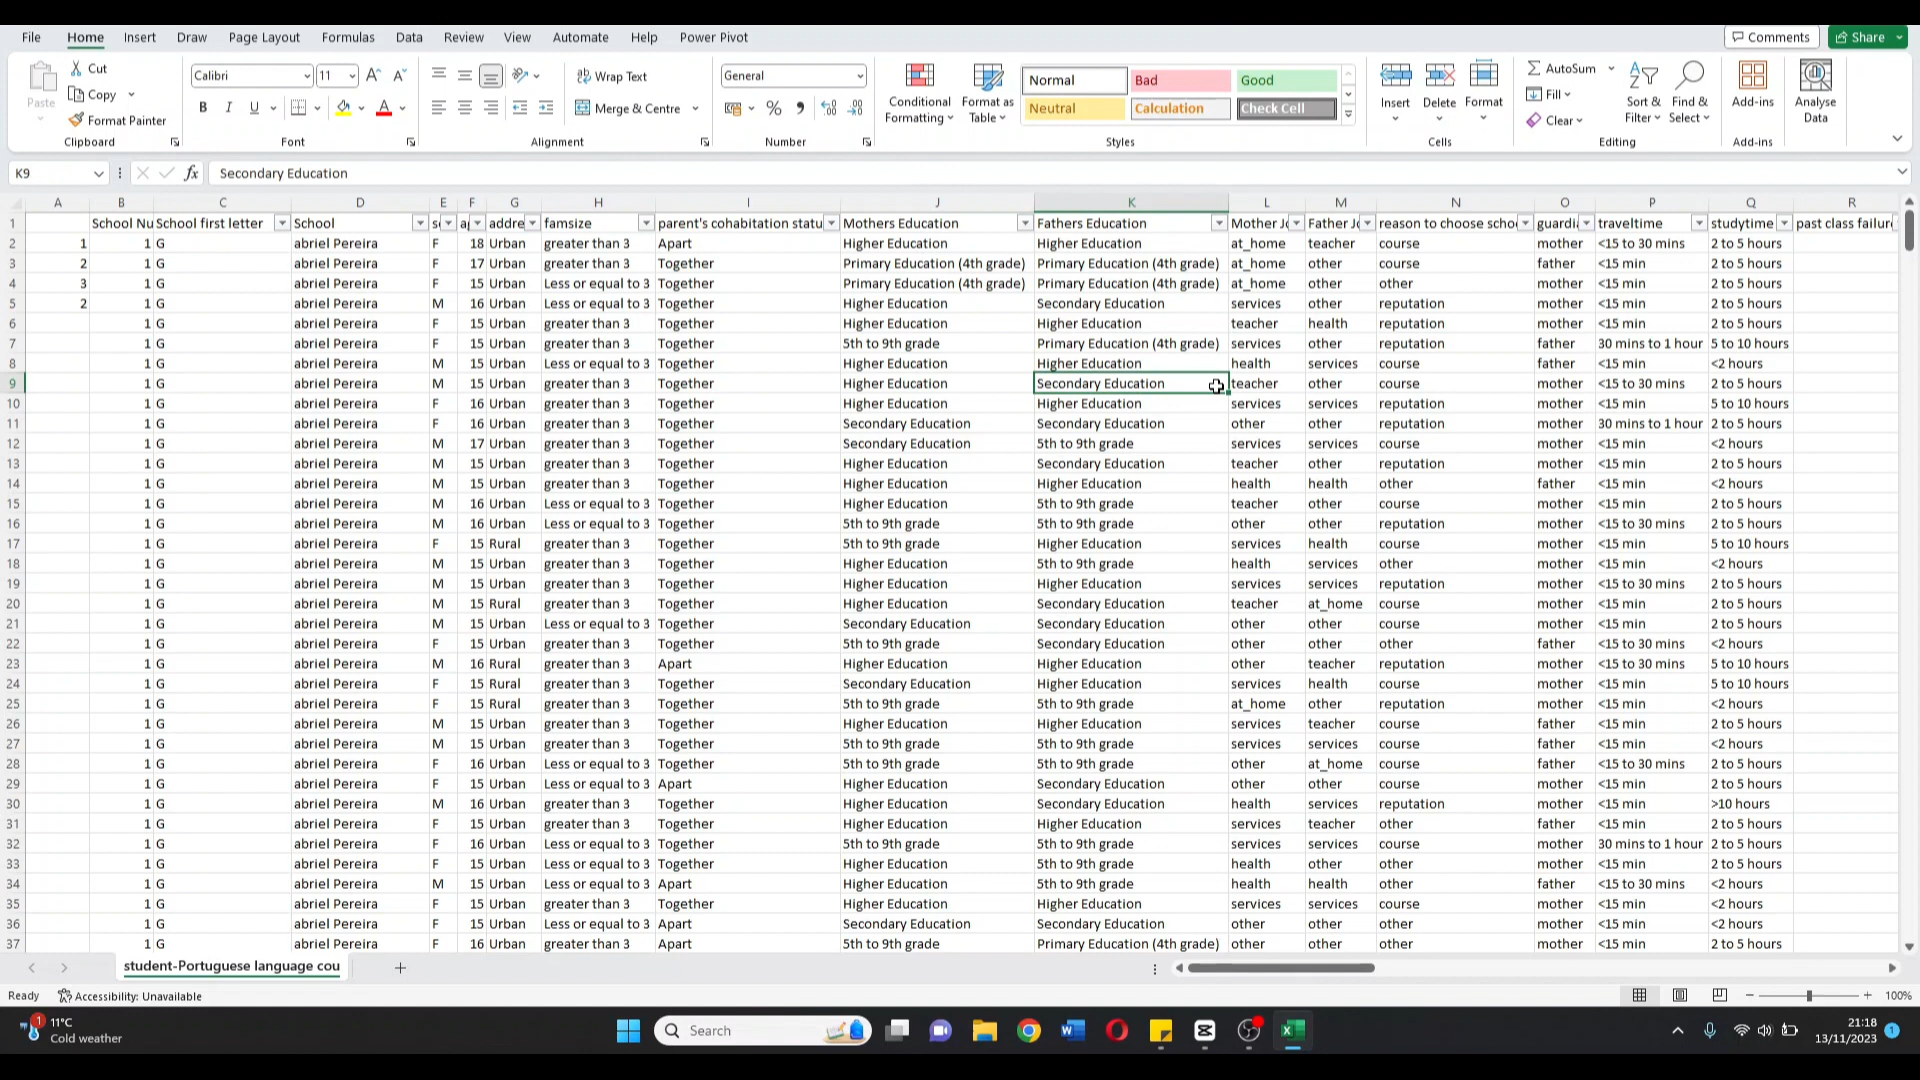 File Home Insert Draw Page Layout Formulas Data Review View Automate Help Power Pivot Comments Share
Paste Cut Copy Format Painter Clipboard
Calibri 11 B I U Font
Wrap Text Merge & Centre Alignment
General % Number
Conditional Formatting Format as Table Normal Bad Good Neutral Calculation Check Cell Styles
Insert Delete Format Cells
AutoSum Fill Clear Sort & Filter Find & Select Editing
Add-ins Add-ins
Analyse Data
K9 fx Secondary Education
A B C D E F G H I J K L M N O P Q R
1 School Nu School first letter School addre famsize parent's cohabitation statu Mothers Education Fathers Education Mother Jo Father Jo reason to choose scho guardi traveltime studytime past class failure
2 1 1 G abriel Pereira F 18 Urban greater than 3 Apart Higher Education Higher Education at_home teacher course mother <15 to 30 mins 2 to 5 hours
3 2 1 G abriel Pereira F 17 Urban greater than 3 Together Primary Education (4th grade) Primary Education (4th grade) at_home other course father <15 min 2 to 5 hours
4 3 1 G abriel Pereira F 15 Urban Less or equal to 3 Together Primary Education (4th grade) Primary Education (4th grade) at_home other other mother <15 min 2 to 5 hours
5 2 1 G abriel Pereira M 16 Urban Less or equal to 3 Together Higher Education Secondary Education services other reputation mother <15 min 2 to 5 hours
6 1 G abriel Pereira F 15 Urban greater than 3 Together Higher Education Higher Education teacher health reputation mother <15 min 2 to 5 hours
7 1 G abriel Pereira F 15 Urban greater than 3 Together 5th to 9th grade Primary Education (4th grade) services other reputation father 30 mins to 1 hour 5 to 10 hours
8 1 G abriel Pereira M 15 Urban Less or equal to 3 Together Higher Education Higher Education health services course father <15 min <2 hours
9 1 G abriel Pereira M 15 Urban greater than 3 Together Higher Education Secondary Education teacher other course mother <15 to 30 mins 2 to 5 hours
10 1 G abriel Pereira F 16 Urban greater than 3 Together Higher Education Higher Education services services reputation mother <15 min 5 to 10 hours
11 1 G abriel Pereira F 16 Urban greater than 3 Together Secondary Education Secondary Education other other reputation mother 30 mins to 1 hour 2 to 5 hours
12 1 G abriel Pereira M 17 Urban greater than 3 Together Secondary Education 5th to 9th grade services services course mother <15 min <2 hours
13 1 G abriel Pereira M 15 Urban greater than 3 Together Higher Education Secondary Education teacher other reputation mother <15 min 2 to 5 hours
14 1 G abriel Pereira M 15 Urban greater than 3 Together Higher Education Higher Education health health other father <15 min <2 hours
15 1 G abriel Pereira M 16 Urban Less or equal to 3 Together Higher Education 5th to 9th grade teacher other course mother <15 min 2 to 5 hours
16 1 G abriel Pereira M 16 Urban Less or equal to 3 Together 5th to 9th grade 5th to 9th grade other other reputation mother <15 to 30 mins 2 to 5 hours
17 1 G abriel Pereira F 15 Rural greater than 3 Together 5th to 9th grade Higher Education services health course mother <15 min 5 to 10 hours
18 1 G abriel Pereira M 15 Urban greater than 3 Together Higher Education 5th to 9th grade health services other mother <15 min <2 hours
19 1 G abriel Pereira M 15 Urban greater than 3 Together Higher Education Higher Education services services reputation mother <15 to 30 mins 2 to 5 hours
20 1 G abriel Pereira M 15 Rural greater than 3 Together Higher Education Secondary Education teacher at_home course mother <15 min 2 to 5 hours
21 1 G abriel Pereira M 15 Urban Less or equal to 3 Together Secondary Education Secondary Education other other course mother <15 min 2 to 5 hours
22 1 G abriel Pereira F 15 Urban greater than 3 Together 5th to 9th grade Secondary Education other other other father <15 to 30 mins <2 hours
23 1 G abriel Pereira M 16 Rural greater than 3 Apart Higher Education Higher Education other teacher reputation mother <15 to 30 mins 5 to 10 hours
24 1 G abriel Pereira F 15 Rural greater than 3 Together Secondary Education Higher Education services health course mother <15 min 5 to 10 hours
25 1 G abriel Pereira F 15 Rural greater than 3 Together 5th to 9th grade 5th to 9th grade at_home other reputation mother <15 min <2 hours
26 1 G abriel Pereira M 15 Urban greater than 3 Together Higher Education Higher Education services teacher course father <15 min 2 to 5 hours
27 1 G abriel Pereira M 15 Urban greater than 3 Together 5th to 9th grade 5th to 9th grade services services course father <15 min <2 hours
28 1 G abriel Pereira F 16 Urban Less or equal to 3 Together 5th to 9th grade 5th to 9th grade other at_home course father <15 to 30 mins 2 to 5 hours
29 1 G abriel Pereira F 15 Urban Less or equal to 3 Apart Higher Education Secondary Education other other course mother <15 min 2 to 5 hours
30 1 G abriel Pereira M 16 Urban greater than 3 Together Higher Education Secondary Education health services reputation mother <15 min >10 hours
31 1 G abriel Pereira F 15 Urban greater than 3 Together Higher Education Higher Education services teacher other father <15 min 2 to 5 hours
32 1 G abriel Pereira F 16 Urban Less or equal to 3 Together 5th to 9th grade 5th to 9th grade services services course mother 30 mins to 1 hour 2 to 5 hours
33 1 G abriel Pereira F 15 Urban Less or equal to 3 Together Higher Education 5th to 9th grade health other other mother <15 min 2 to 5 hours
34 1 G abriel Pereira M 15 Urban Less or equal to 3 Apart Higher Education 5th to 9th grade health health other father <15 to 30 mins <2 hours
35 1 G abriel Pereira F 15 Urban greater than 3 Together Higher Education Higher Education services services course mother <15 min <2 hours
36 1 G abriel Pereira F 15 Urban Less or equal to 3 Apart Secondary Education Secondary Education other other other mother <15 min <2 hours
37 1 G abriel Pereira F 16 Urban greater than 3 Apart 5th to 9th grade Primary Education (4th grade) other other other mother <15 min 2 to 5 hours
student-Portuguese language cou
Ready Accessibility: Unavailable 100%
1 11°C Cold weather Search 21:18 13/11/2023 1